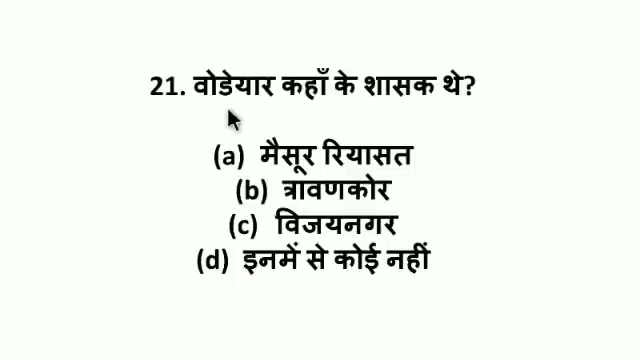 21. वोडेयार कहाँ के शासक थे?
(a) मैसूर रियासत
(b) त्रावणकोर
(c) विजयनगर
(d) इनमें से कोई नहीं